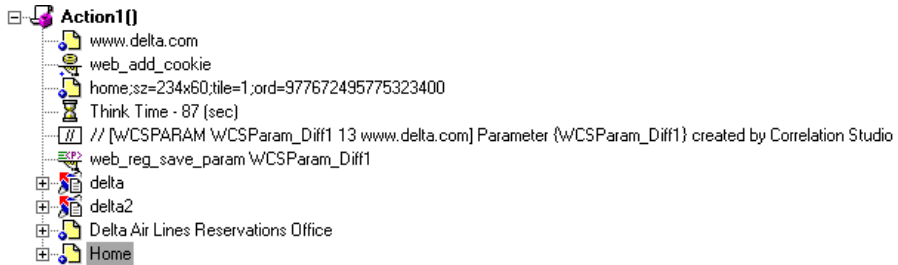 Action1()
www.delta.com
web_add_cookie
home;sz=234x60;tile=1;ord=977672495775323400
Think Time - 87 (sec)
// // [WCSPARAM WCSParam_Diff1 13 www.delta.com] Parameter {WCSParam_Diff1} created by Correlation Studio
web_reg_save_param WCSParam_Diff1
delta
delta2
Delta Air Lines Reservations Office
Home